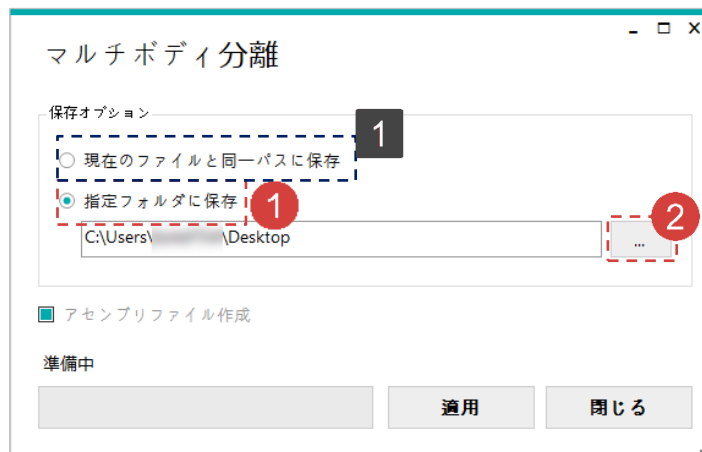 マルチボディ分離
保存オプション
1
現在のファイルと同一パスに保存
指定フォルダに保存
1
2
C:\Users\ \Desktop
...
アセンブリファイル作成
準備中
適用
閉じる